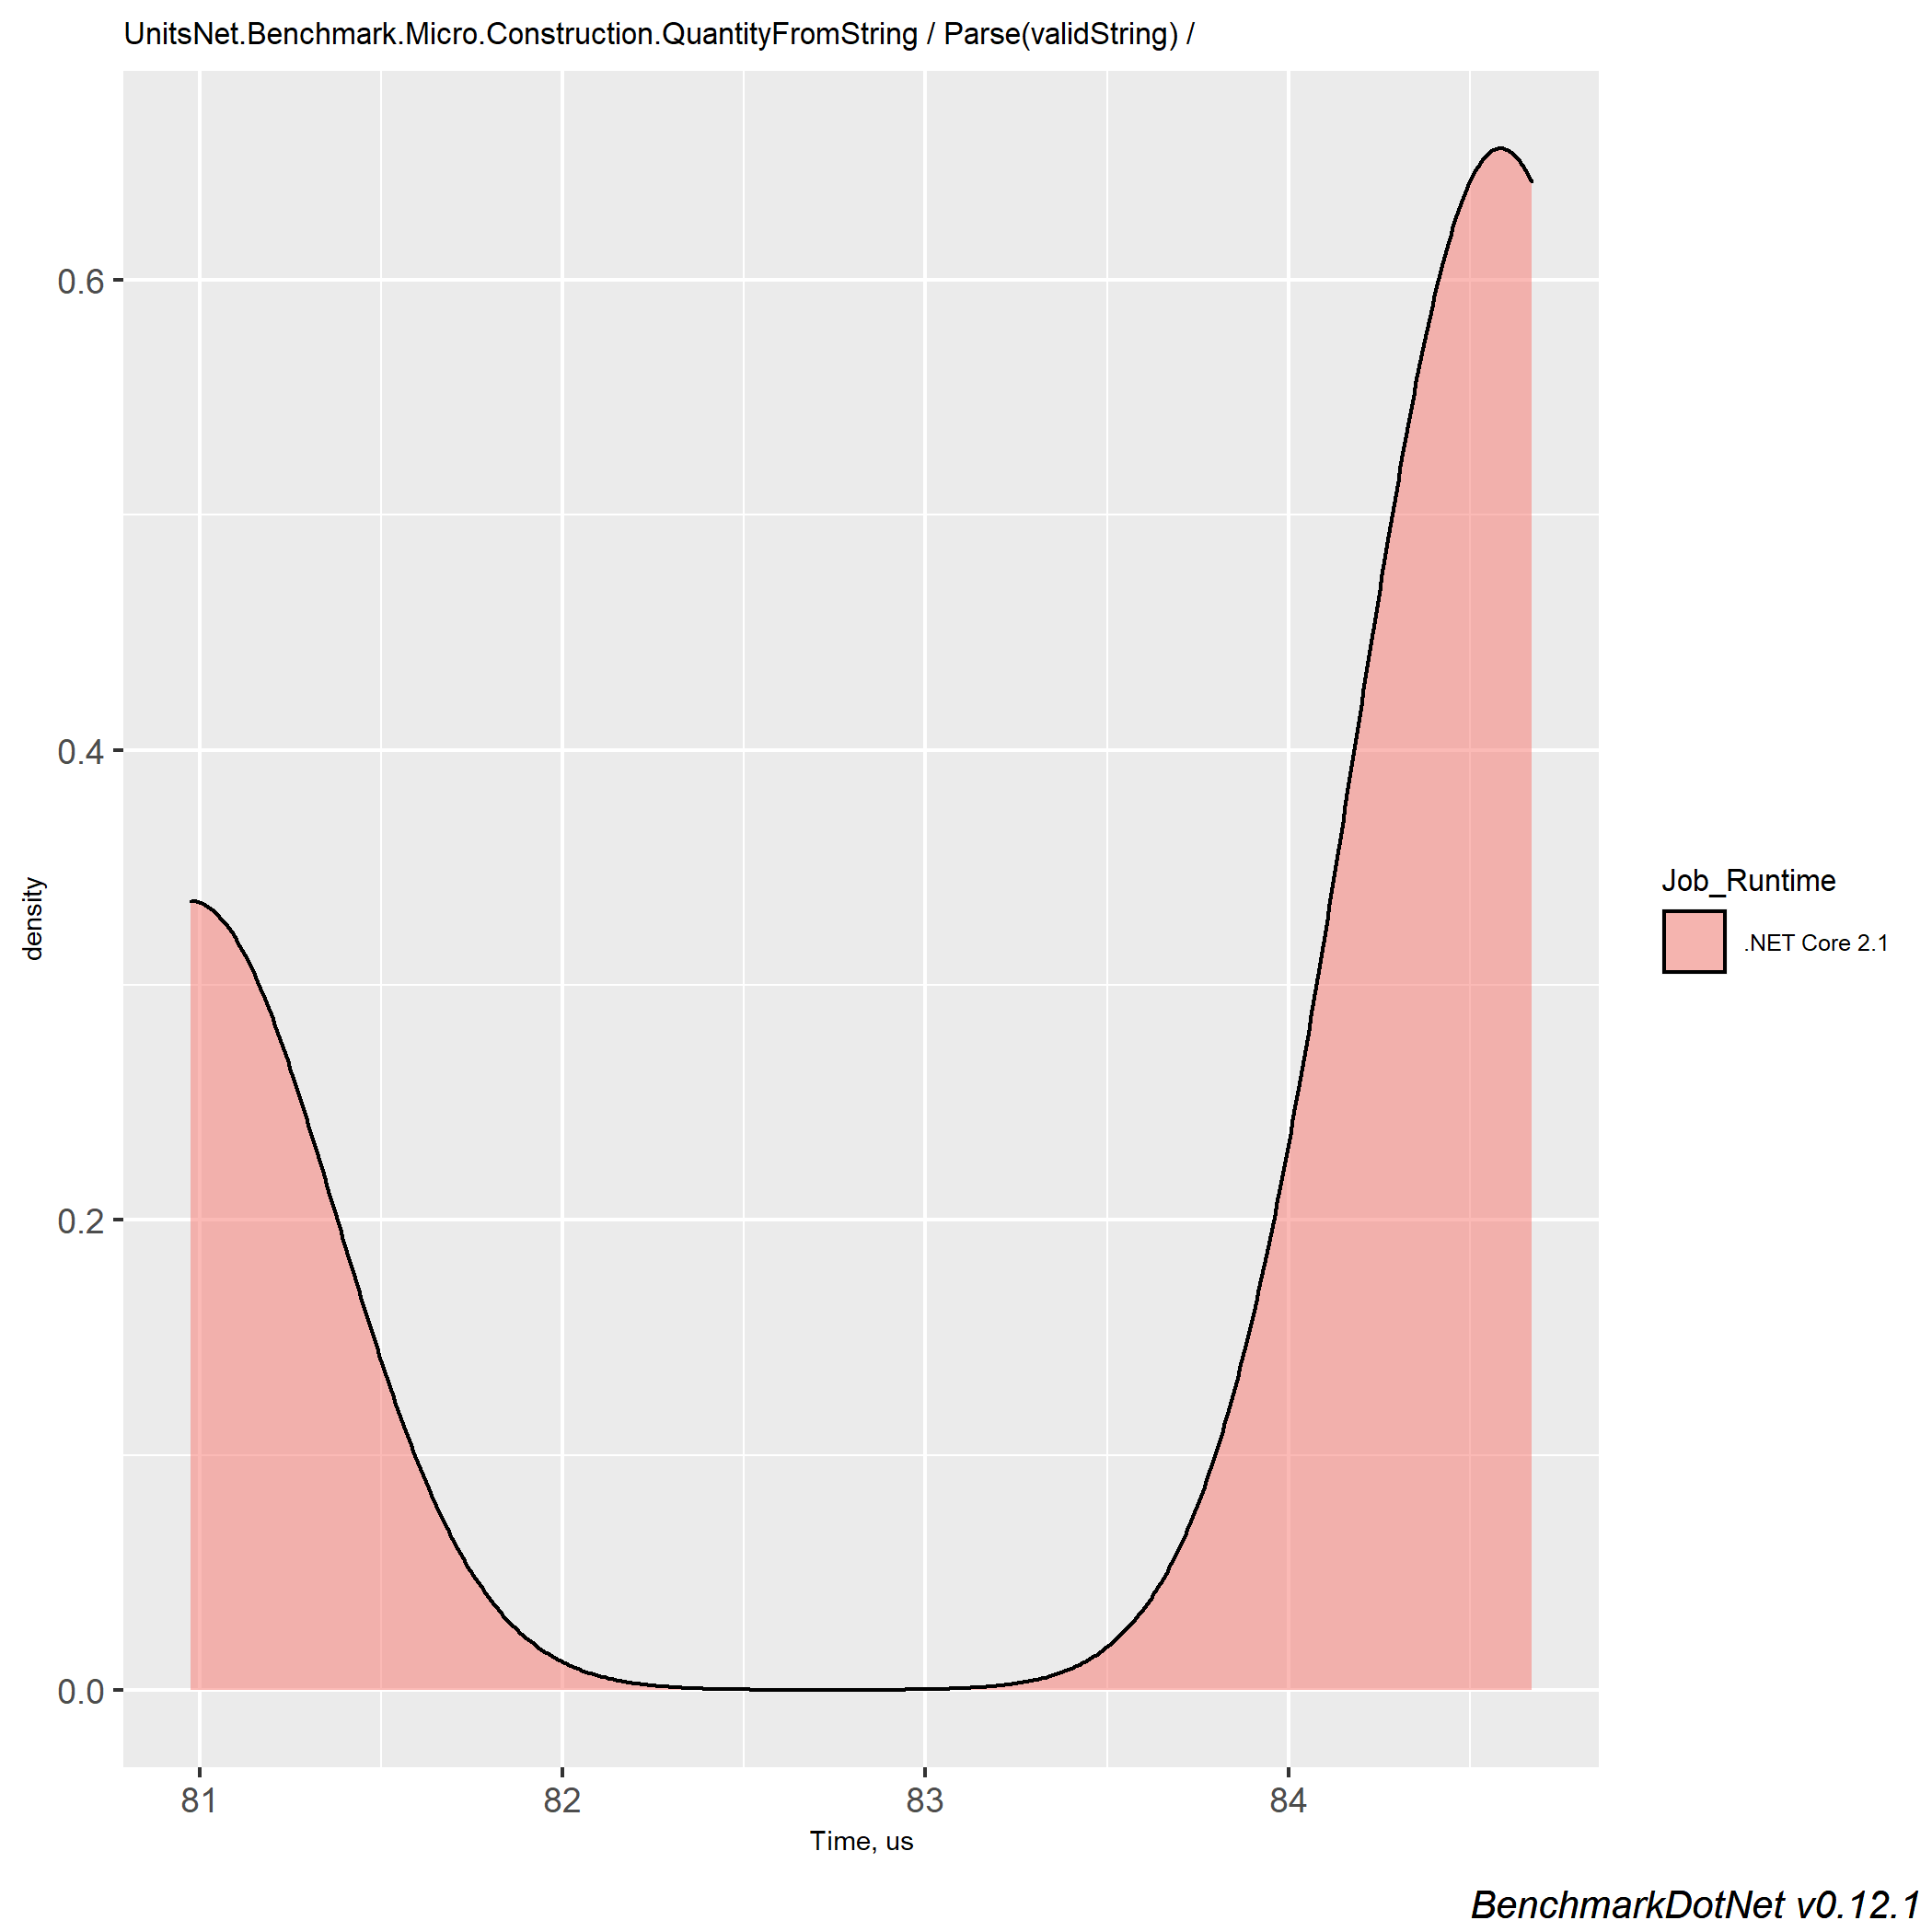 UnitsNet.Benchmark.Micro.Construction.QuantityFromString / Parse(validString) /
0.6
0.4
0.2
0.0
density
81 82 83 84
Time, us
Job_Runtime
.NET Core 2.1
BenchmarkDotNet v0.12.1